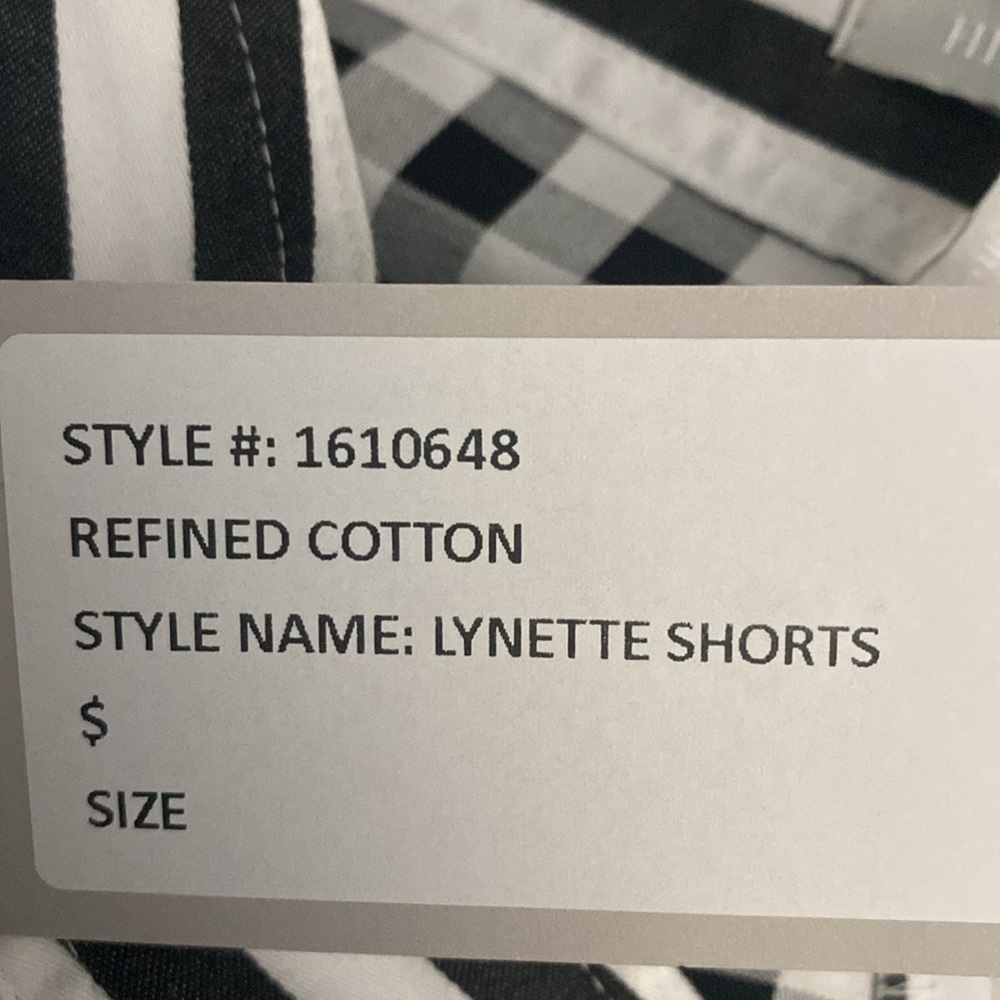 STYLE #: 1610648
REFINED COTTON
STYLE NAME: LYNETTE SHORTS
$
SIZE